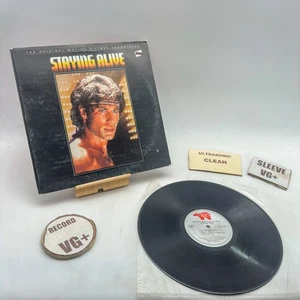 THE ORIGINAL MOTION PICTURE SOUNDTRACK
STAYING ALIVE
ULTRASONIC
CLEAN
SLEEVE
VG+
RECORD
VG+